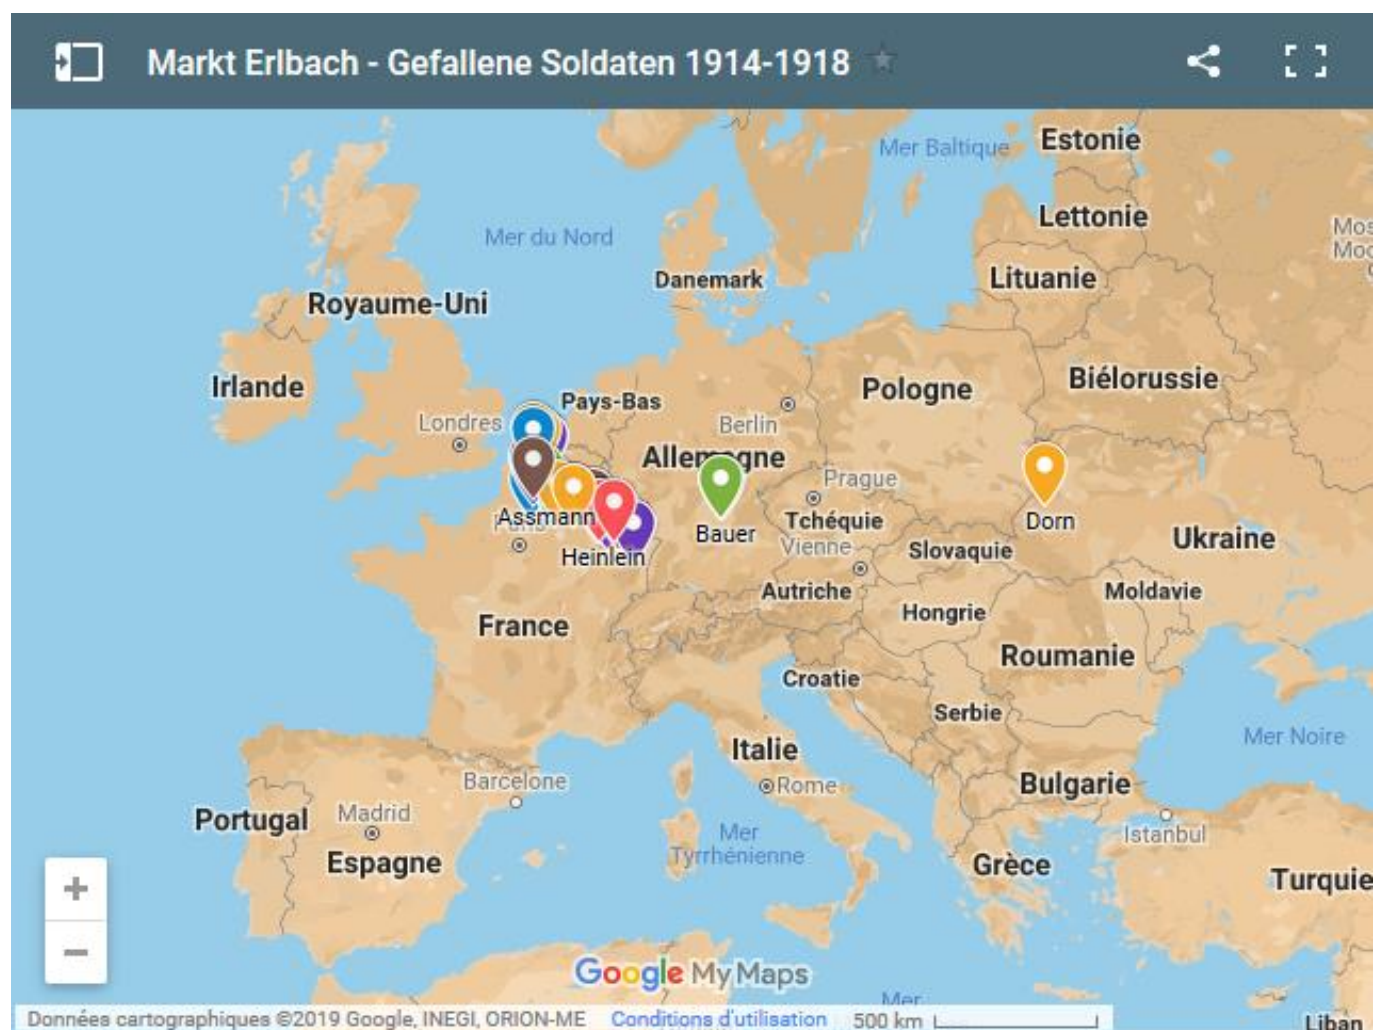 Markt Erlbach - Gefallene Soldaten 1914-1918
Mer Baltique
Estonie
Lettonie
Mos
Moc
Mer du Nord
Danemark
Lituanie
Royaume-Uni
Irlande
Pays-Bas
Pologne
Biélorussie
Londres
Berlin
Allemagne
Prague
Assmann
Paris
Tchéquie
Dorn
Bauer
Vienne
Slovaquie
Ukraine
Heinlein
Autriche
Moldavie
Hongrie
France
Roumanie
Croatie
Serbie
Mer Noire
Italie
Barcelone
Rome
Bulgarie
Portugal
Madrid
Istanbul
Mer
Tyrrhénienne
Espagne
Grèce
Turquie
+
−
Google My Maps
Mer
Données cartographiques ©2019 Google, INEGI, ORION-ME Conditions d'utilisation 500 km
Liban